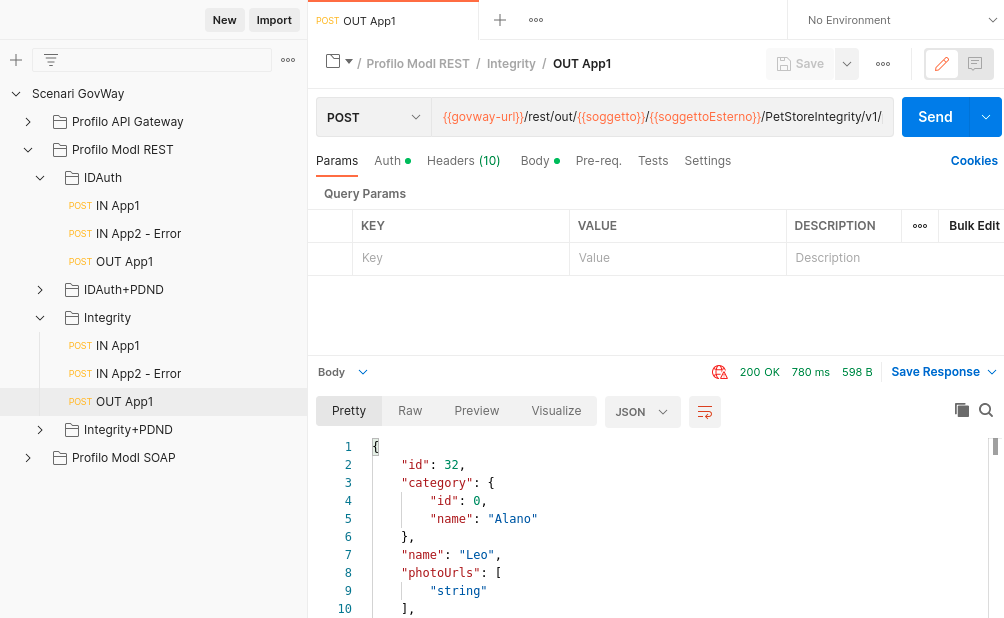 New Import
POST OUT App1
No Environment
/ Profilo ModI REST / Integrity / OUT App1
Save
Scenari GovWay
Profilo API Gateway
Profilo ModI REST
IDAuth
POST IN App1
POST IN App2 - Error
POST OUT App1
IDAuth+PDND
Integrity
POST IN App1
POST IN App2 - Error
POST OUT App1
Integrity+PDND
Profilo ModI SOAP
POST {{govway-url}}/rest/out/{{soggetto}}/{{soggettoEsterno}}/PetStoreIntegrity/v1/
Send
Params Auth Headers (10) Body Pre-req. Tests Settings Cookies
Query Params
KEY VALUE DESCRIPTION Bulk Edit
Key Value Description
Body 200 OK 780 ms 598 B Save Response
Pretty Raw Preview Visualize JSON
1 {
2 "id": 32,
3 "category": {
4 "id": 0,
5 "name": "Alano"
6 },
7 "name": "Leo",
8 "photoUrls": [
9 "string"
10 ],